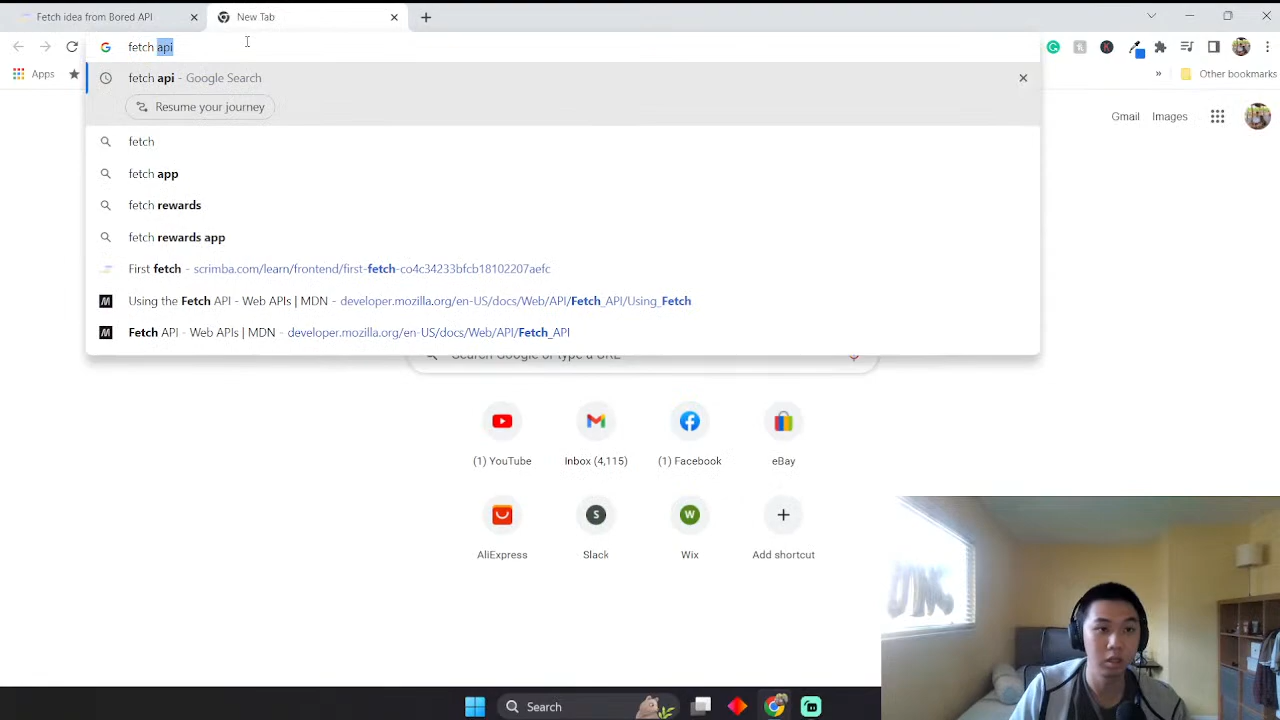 Fetch idea from Bored API
New Tab
fetch api
Apps
Other bookmarks
fetch api - Google Search
Resume your journey
fetch
fetch app
fetch rewards
fetch rewards app
First fetch - scrimba.com/learn/frontend/first-fetch-co4c34233bfcb18102207aefc
Using the Fetch API - Web APIs | MDN - developer.mozilla.org/en-US/docs/Web/API/Fetch_API/Using_Fetch
Fetch API - Web APIs | MDN - developer.mozilla.org/en-US/docs/Web/API/Fetch_API
Gmail Images
Search Google or type a URL
(1) YouTube Inbox (4,115) (1) Facebook eBay
S W
AliExpress Slack Wix Add shortcut
Search